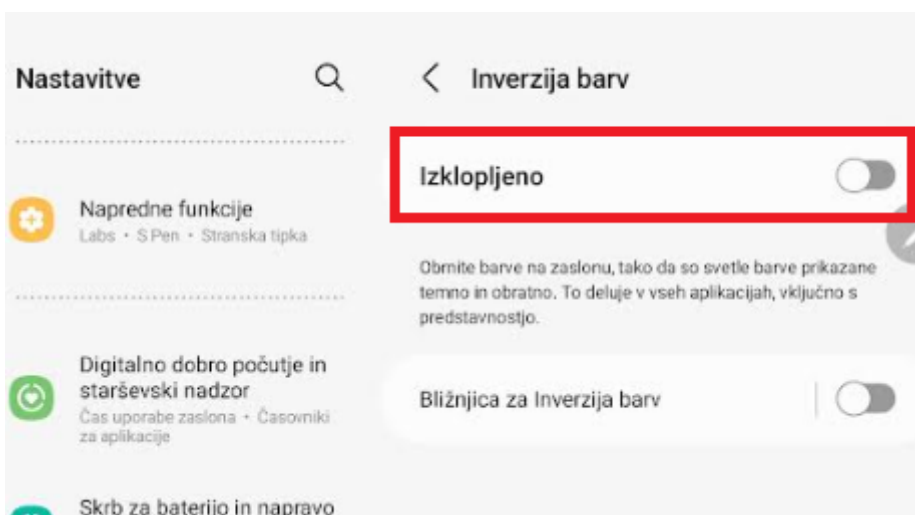 Nastavitve
Napredne funkcije
Labs • S Pen • Stranska tipka
Digitalno dobro počutje in
starševski nadzor
Čas uporabe zaslona • Časovniki
za aplikacije
Skrb za baterijo in napravo
Inverzija barv
Izklopljeno
Obrnite barve na zaslonu, tako da so svetle barve prikazane
temno in obratno. To deluje v vseh aplikacijah, vključno s
predstavnostjo.
Bližnjica za Inverzija barv